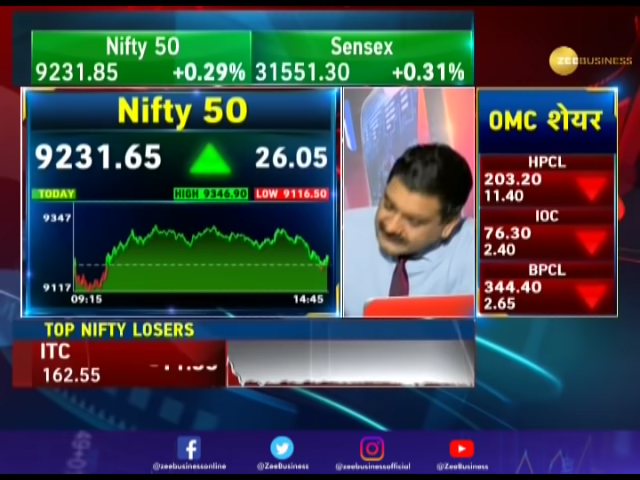 Nifty 50
9231.85 +0.29%
Sensex
31551.30 +0.31%
ZEEBUSINESS
Nifty 50
9231.65 26.05
TODAY HIGH 9346.90 LOW 9116.50
9347
9117
09:15 14:45
OMC शेयर
HPCL
203.20
11.40
IOC
76.30
2.40
BPCL
344.40
2.65
TOP NIFTY LOSERS
ITC
162.55
@zeebusinessonline @ZeeBusiness @zeebusinessofficial @ZeeBusiness